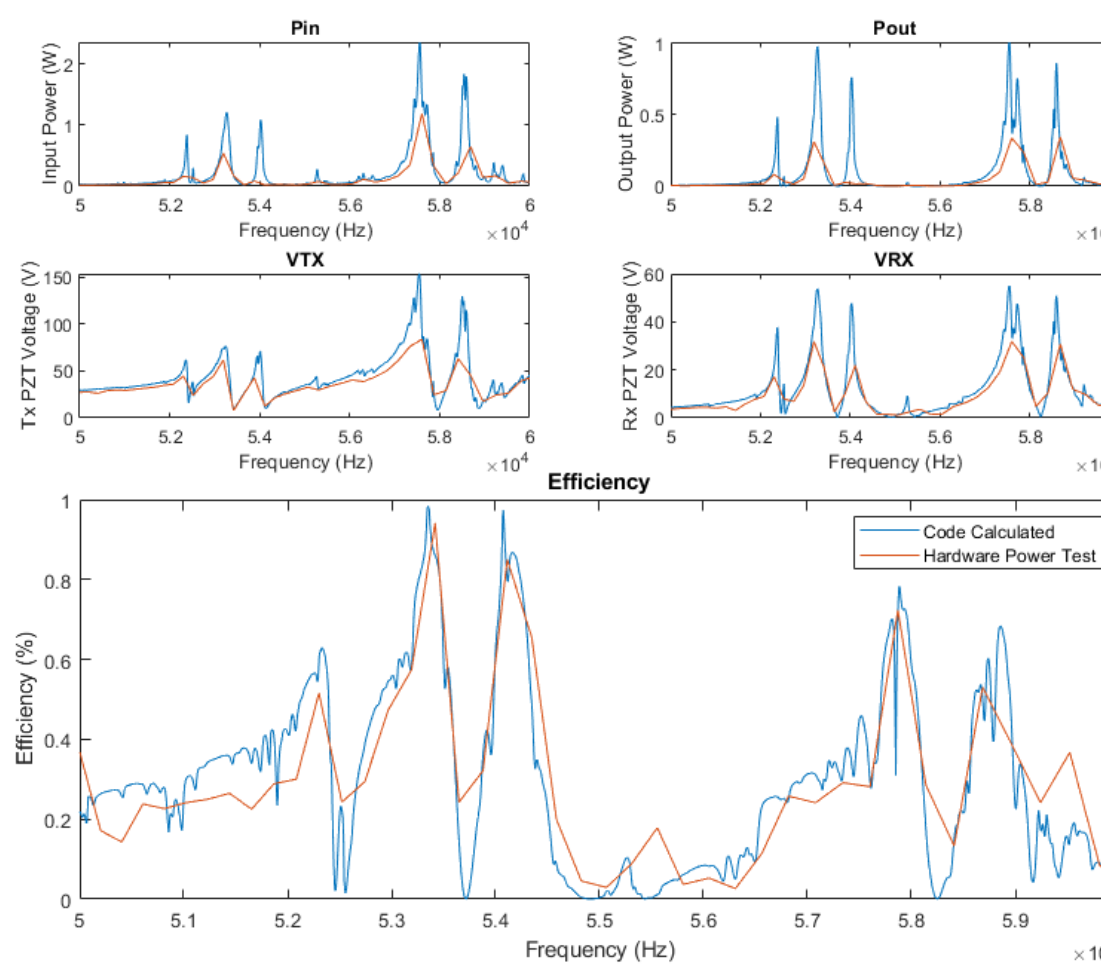 Pin
Input Power (W)
2
1
0
5 5.2 5.4 5.6 5.8 6
Frequency (Hz)
×10^4
Pout
Output Power (W)
1
0.5
0
5 5.2 5.4 5.6 5.8
Frequency (Hz)
VTX
Tx PZT Voltage (V)
150
100
50
0
5 5.2 5.4 5.6 5.8 6
Frequency (Hz)
×10^4
VRX
Rx PZT Voltage (V)
60
40
20
0
5 5.2 5.4 5.6 5.8
Frequency (Hz)
Efficiency
Efficiency (%)
1
0.8
0.6
0.4
0.2
0
Code Calculated
Hardware Power Test
5 5.1 5.2 5.3 5.4 5.5 5.6 5.7 5.8 5.9
Frequency (Hz)